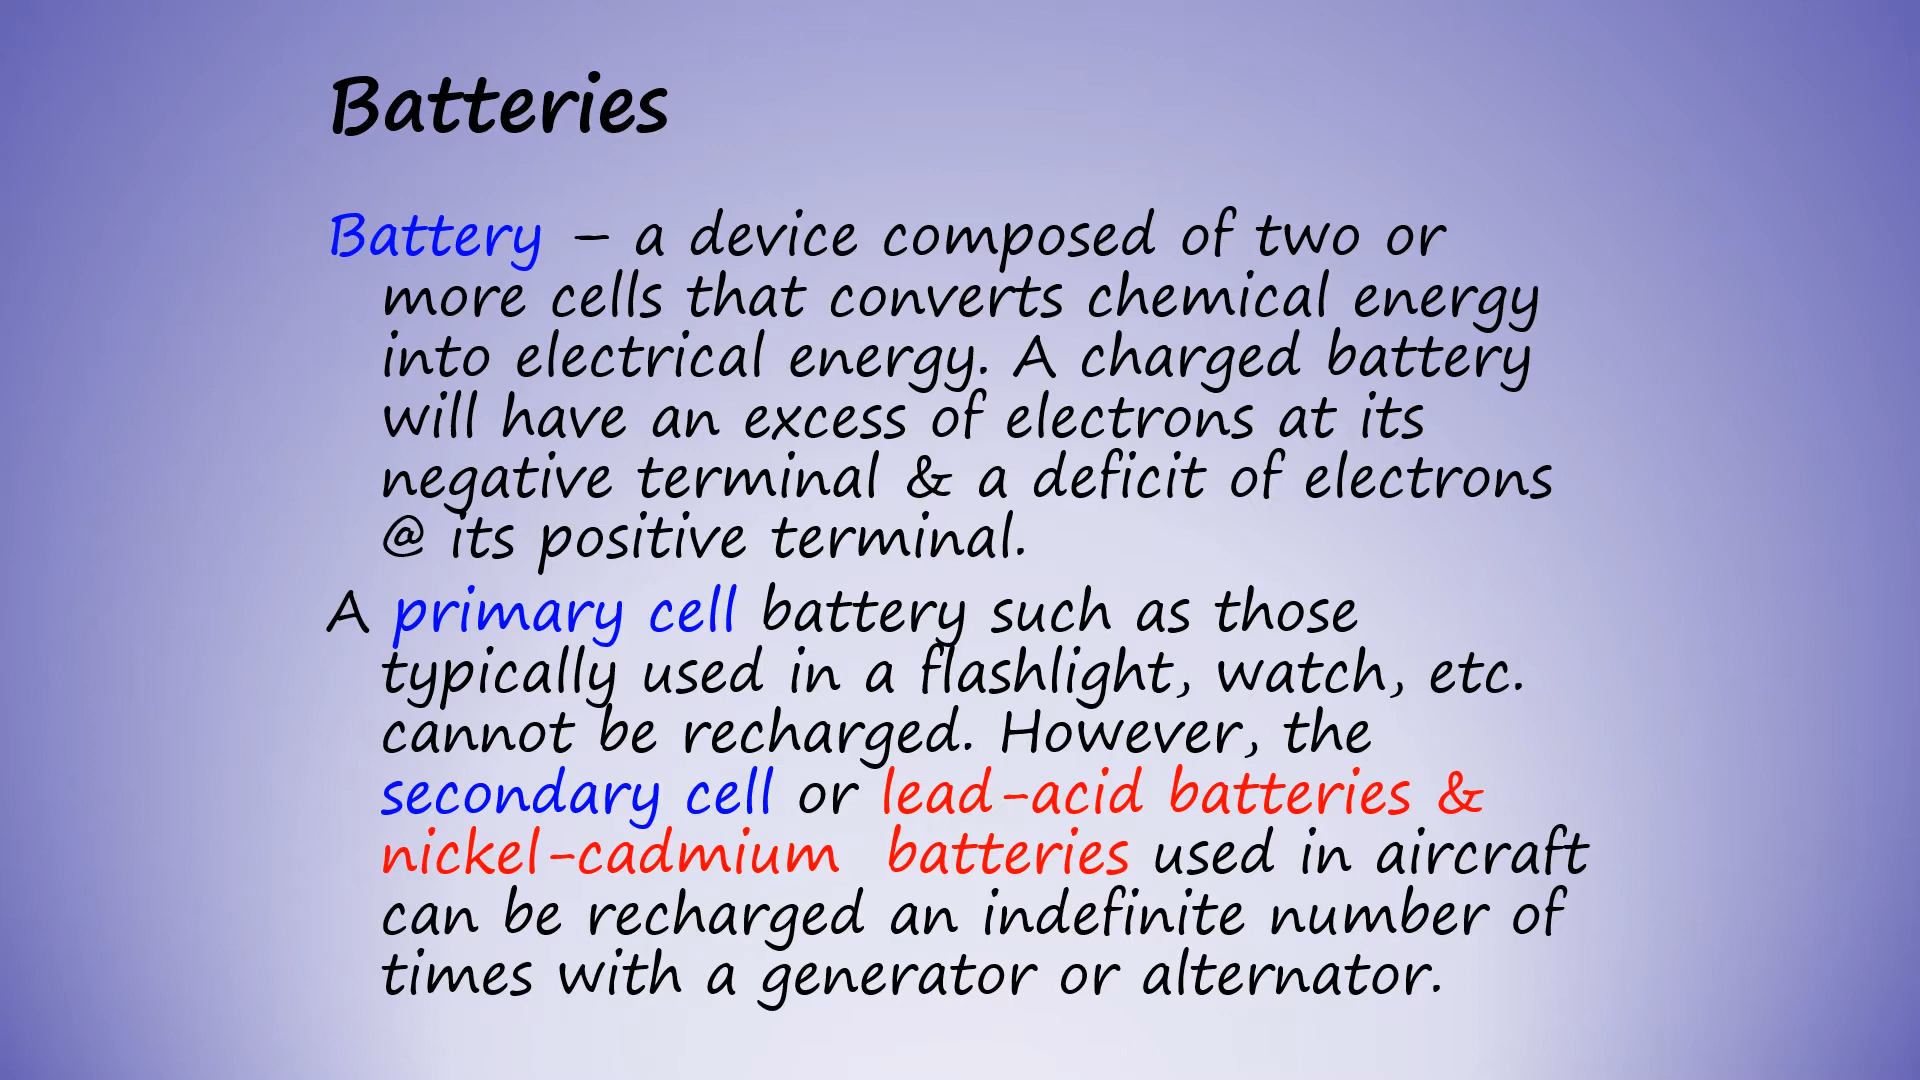 Batteries
Battery – a device composed of two or
more cells that converts chemical energy
into electrical energy. A charged battery
will have an excess of electrons at its
negative terminal & a deficit of electrons
@ its positive terminal.
A primary cell battery such as those
typically used in a flashlight, watch, etc.
cannot be recharged. However, the
secondary cell or lead-acid batteries &
nickel-cadmium batteries used in aircraft
can be recharged an indefinite number of
times with a generator or alternator.